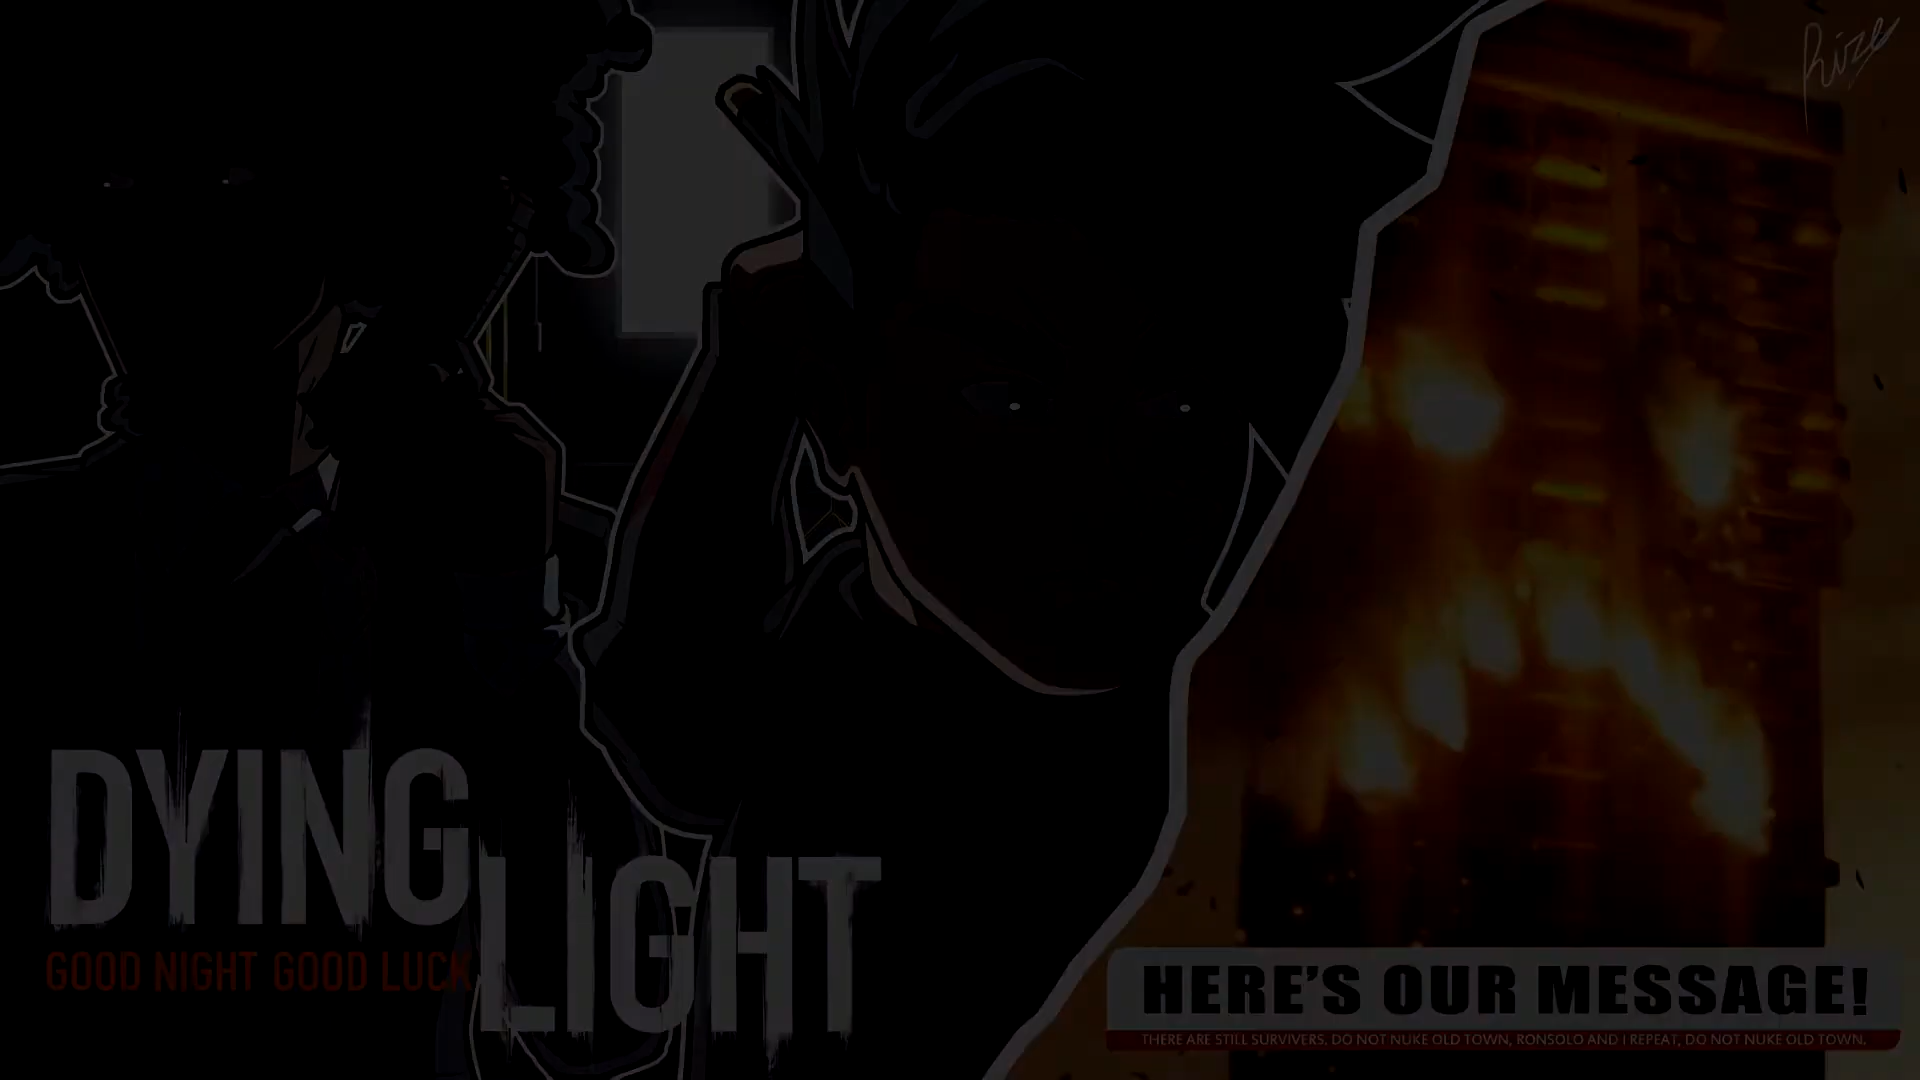 Rize
DYING
LIGHT
GOOD NIGHT GOOD LUCK
HERE'S OUR MESSAGE!
THERE ARE STILL SURVIVERS. DO NOT NUKE OLD TOWN, RONSOLO AND I REPEAT, DO NOT NUKE OLD TOWN.